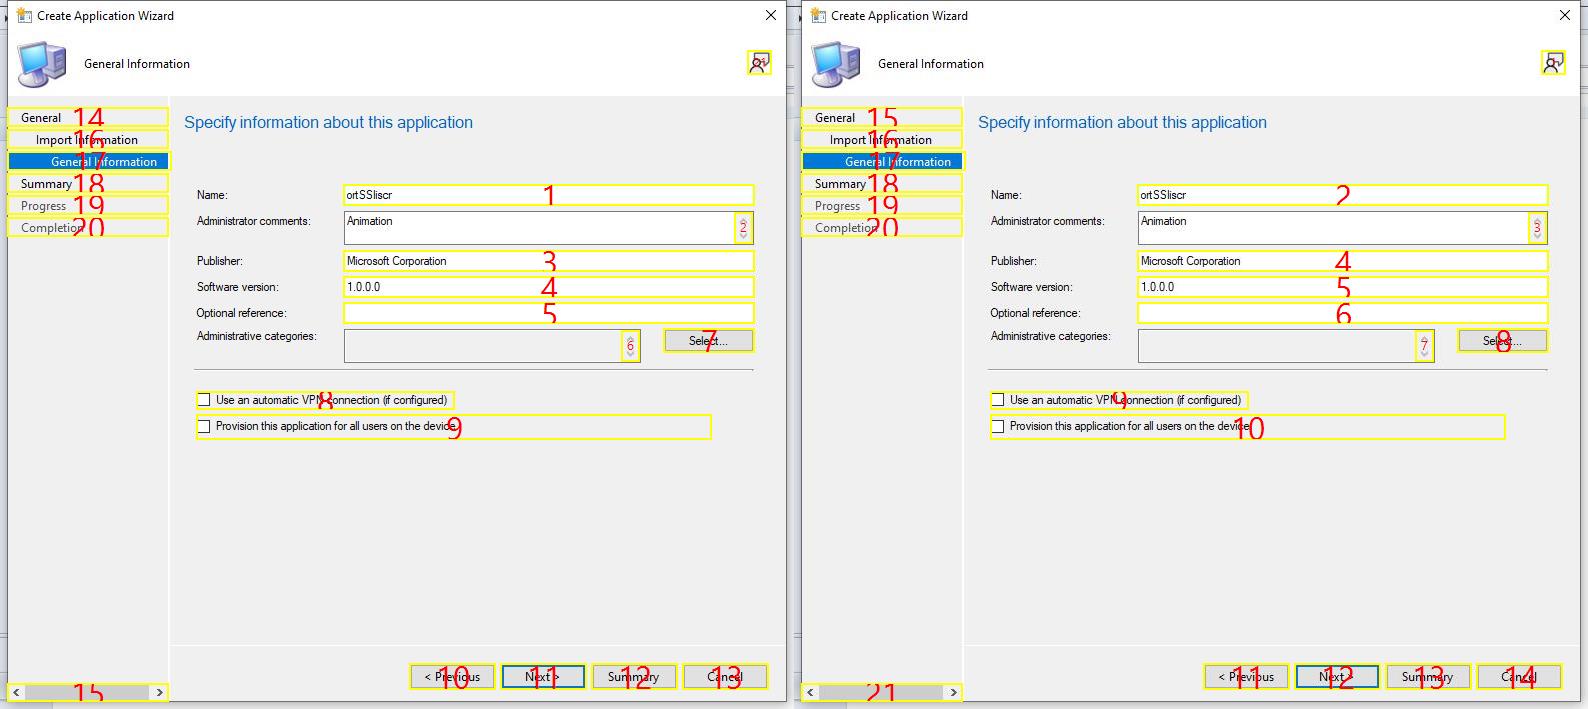 Create Application Wizard
General Information
21
General 14
Import Information 16
General Information 17
Summary 18
Progress 19
Completion 20
15
Specify information about this application
Name: ortSSliscr 1
Administrator comments: Animation 2
Publisher: Microsoft Corporation 3
Software version: 1.0.0.0 4
Optional reference: 5
Administrative categories: 6 Select... 7
Use an automatic VPN connection (if configured) 8
Provision this application for all users on the device 9
< Previous 10 Next > 11 Summary 12 Cancel 13
Create Application Wizard
General Information
1
General 15
Import Information 16
General Information 17
Summary 18
Progress 19
Completion 20
21
Specify information about this application
Name: ortSSliscr 2
Administrator comments: Animation 3
Publisher: Microsoft Corporation 4
Software version: 1.0.0.0 5
Optional reference: 6
Administrative categories: 7 Select... 8
Use an automatic VPN connection (if configured) 9
Provision this application for all users on the device 10
< Previous 11 Next > 12 Summary 13 Cancel 14